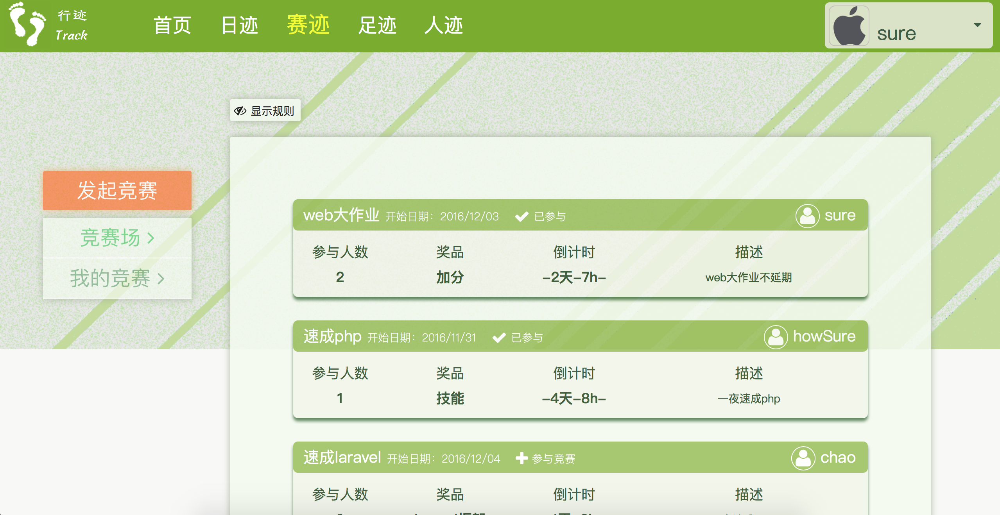 行迹
Track
首页 日迹 赛迹 足迹 人迹
sure
显示规则
发起竞赛
竞赛场
我的竞赛
web大作业 开始日期：2016/12/03 已参与 sure
参与人数 奖品 倒计时 描述
2 加分 -2天-7h- web大作业不延期
速成php 开始日期：2016/11/31 已参与 howSure
参与人数 奖品 倒计时 描述
1 技能 -4天-8h- 一夜速成php
速成laravel 开始日期：2016/12/04 参与竞赛 chao
参与人数 奖品 倒计时 描述